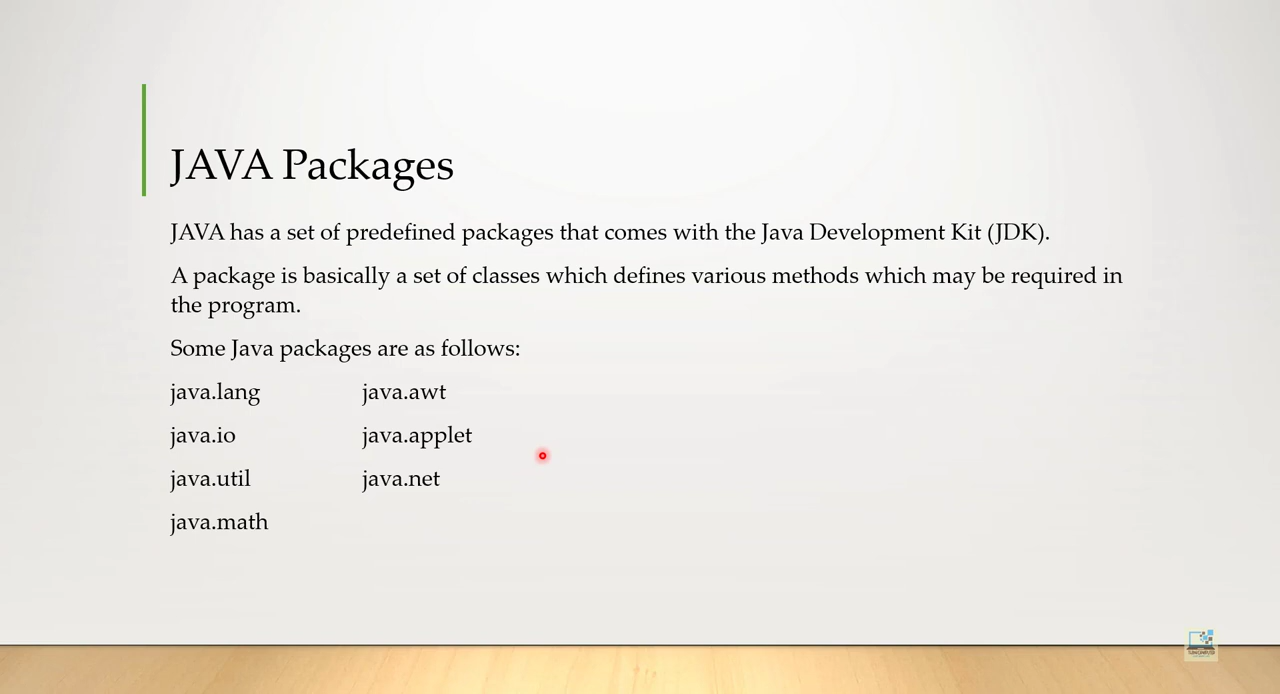 JAVA Packages
JAVA has a set of predefined packages that comes with the Java Development Kit (JDK).
A package is basically a set of classes which defines various methods which may be required in
the program.
Some Java packages are as follows:
java.lang java.awt
java.io java.applet
java.util java.net
java.math